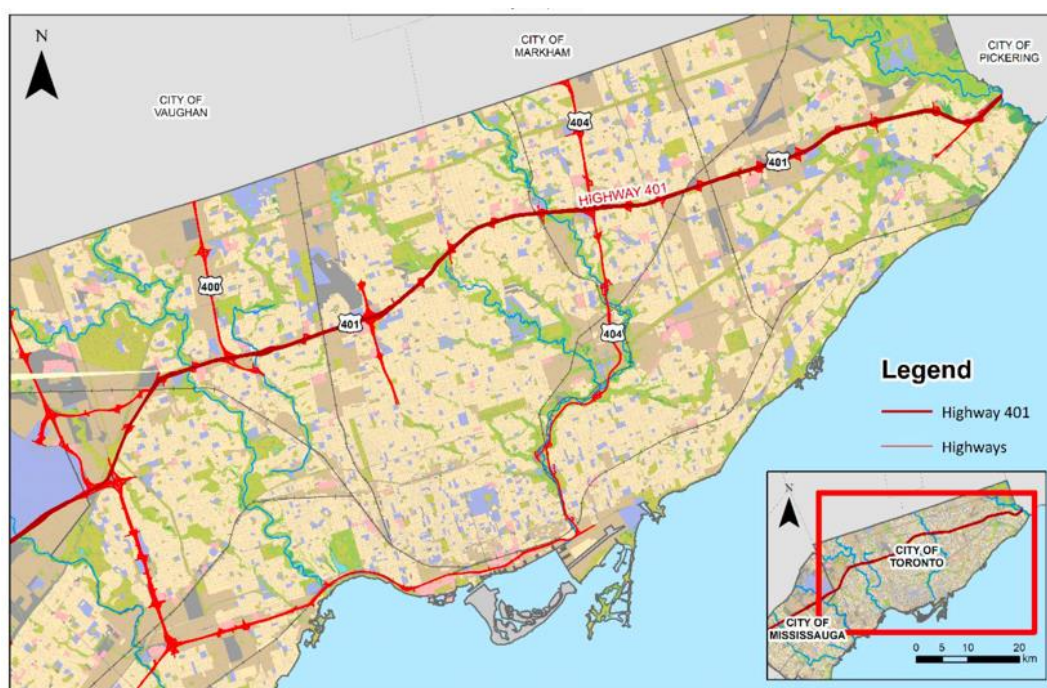 N
CITY OF
VAUGHAN
CITY OF
MARKHAM
CITY OF
PICKERING
404
401
HIGHWAY 401
400
401
404
Legend
Highway 401
Highways
N
CITY OF
TORONTO
CITY OF
MISSISSAUGA
0 5 10 20
km